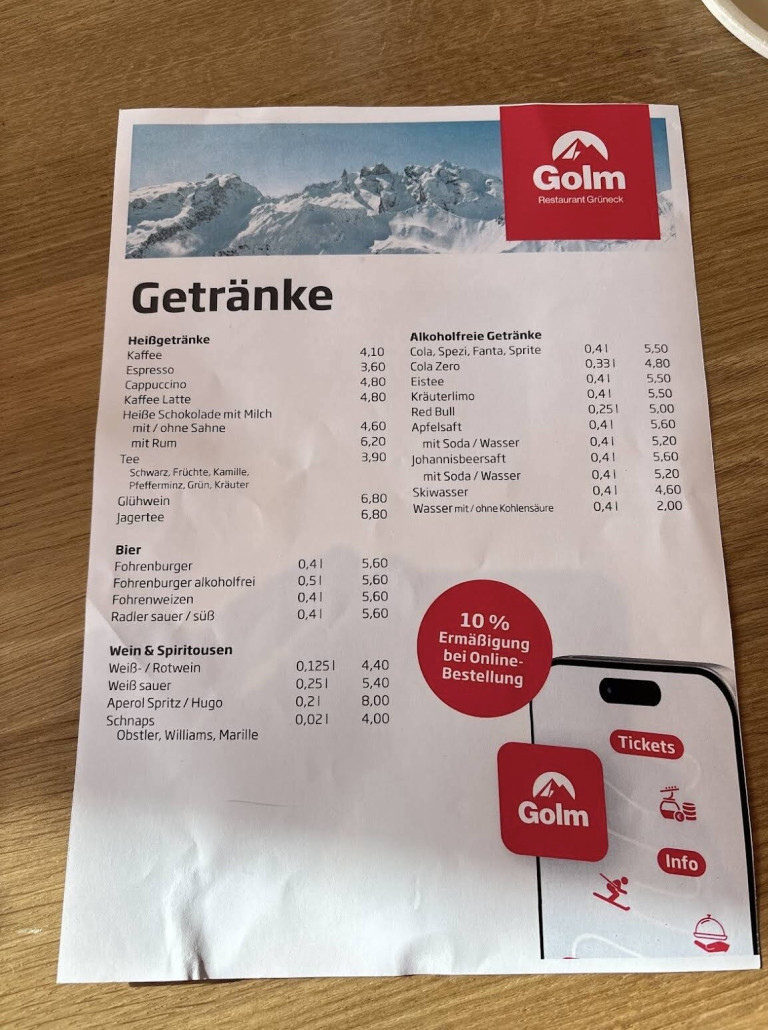 Golm
Restaurant Grüneck
Getränke
Heißgetränke
Kaffee 4,10
Espresso 3,60
Cappuccino 4,80
Kaffee Latte 4,80
Heiße Schokolade mit Milch
mit / ohne Sahne 4,60
mit Rum 6,20
Tee 3,90
Schwarz, Früchte, Kamille,
Pfefferminz, Grün, Kräuter
Glühwein 6,80
Jagertee 6,80
Bier
Fohrenburger 0,4 l 5,60
Fohrenburger alkoholfrei 0,5 l 5,60
Fohrenweizen 0,4 l 5,60
Radler sauer / süß 0,4 l 5,60
Wein & Spiritousen
Weiß- / Rotwein 0,125 l 4,40
Weiß sauer 0,25 l 5,40
Aperol Spritz / Hugo 0,2 l 8,00
Schnaps 0,02 l 4,00
Obstler, Williams, Marille
Alkoholfreie Getränke
Cola, Spezi, Fanta, Sprite 0,4 l 5,50
Cola Zero 0,33 l 4,80
Eistee 0,4 l 5,50
Kräuterlimo 0,4 l 5,50
Red Bull 0,25 l 5,00
Apfelsaft 0,4 l 5,60
mit Soda / Wasser 0,4 l 5,20
Johannisbeersaft 0,4 l 5,60
mit Soda / Wasser 0,4 l 5,20
Skiwasser 0,4 l 4,60
Wasser mit / ohne Kohlensäure 0,4 l 2,00
10 %
Ermäßigung
bei Online-
Bestellung
Tickets
Golm
Info